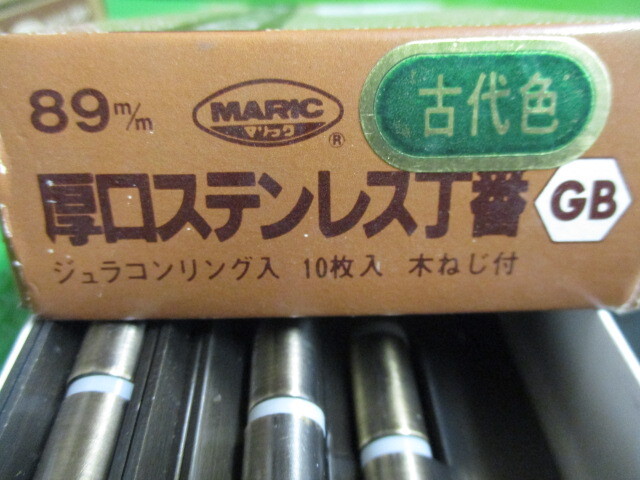 89m/m
MARIC
マリック
®
古代色
厚口ステンレス丁番
GB
ジュラコンリング入 10枚入 木ねじ付